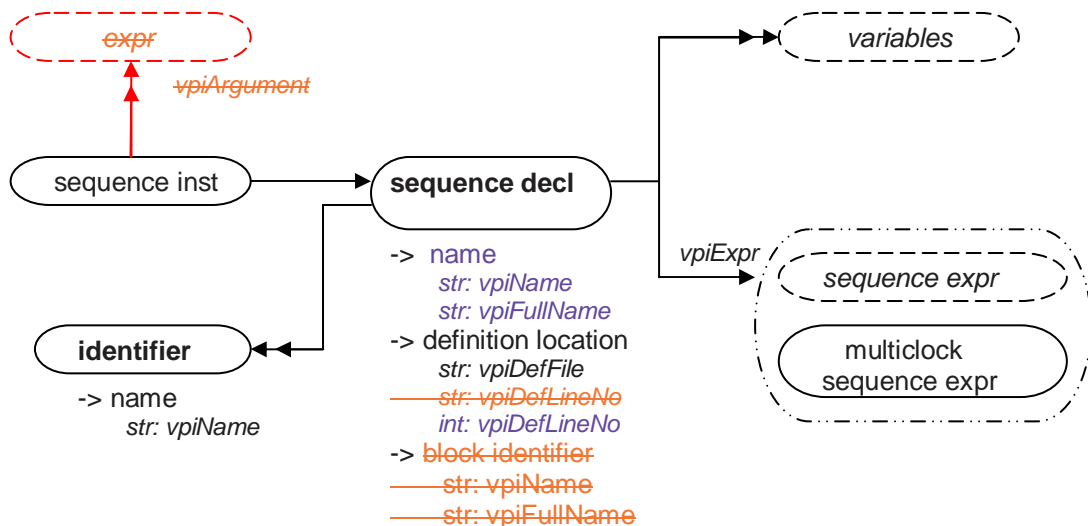 expr
variables
vpiArgument
sequence inst
sequence decl
-> name
str: vpiName
str: vpiFullName
-> definition location
str: vpiDefFile
str: vpiDefLineNo
int: vpiDefLineNo
-> block identifier
str: vpiName
str: vpiFullName
identifier
-> name
str: vpiName
vpiExpr
sequence expr
multiclock
sequence expr